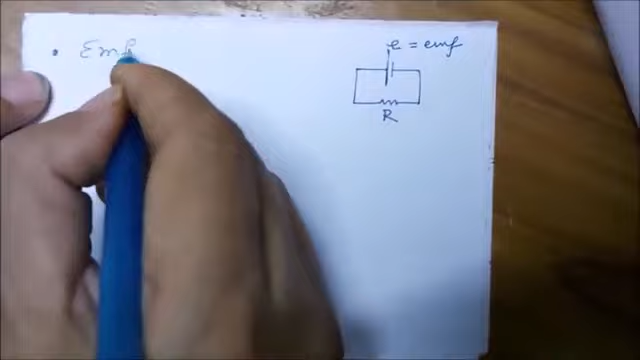 • Emf
e = emf
R